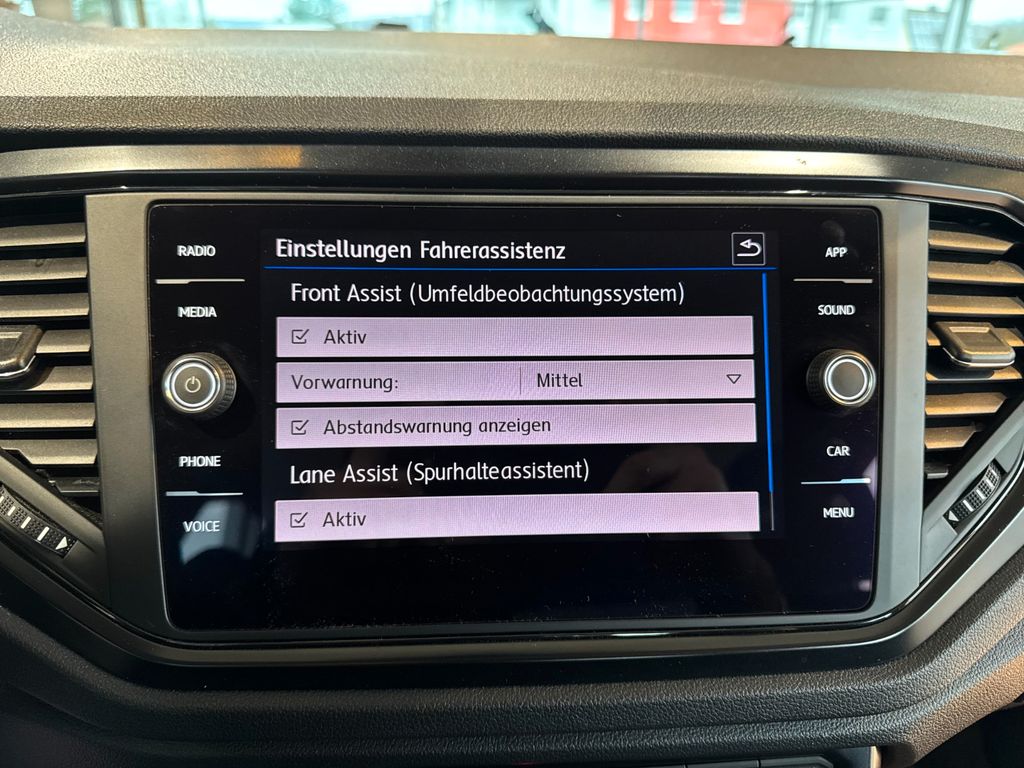 RADIO
MEDIA
PHONE
VOICE
Einstellungen Fahrerassistenz
Front Assist (Umfeldbeobachtungssystem)
Aktiv
Vorwarnung: Mittel
Abstandswarnung anzeigen
Lane Assist (Spurhalteassistent)
Aktiv
APP
SOUND
CAR
MENU